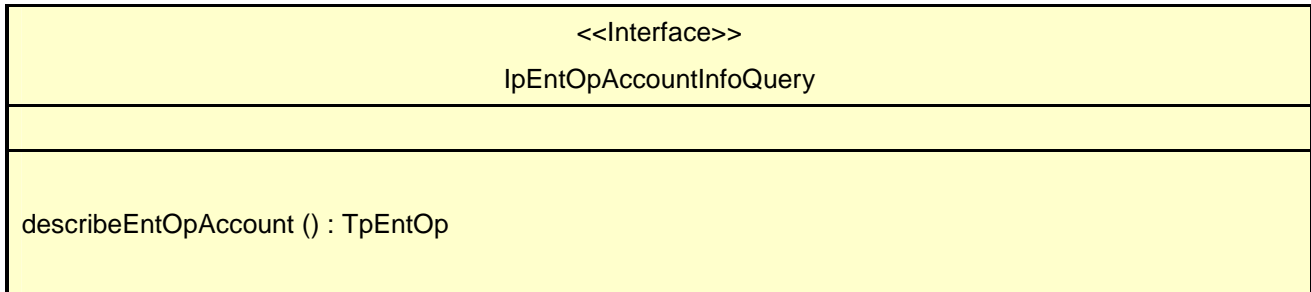 <<Interface>>
IpEntOpAccountInfoQuery
describeEntOpAccount () : TpEntOp